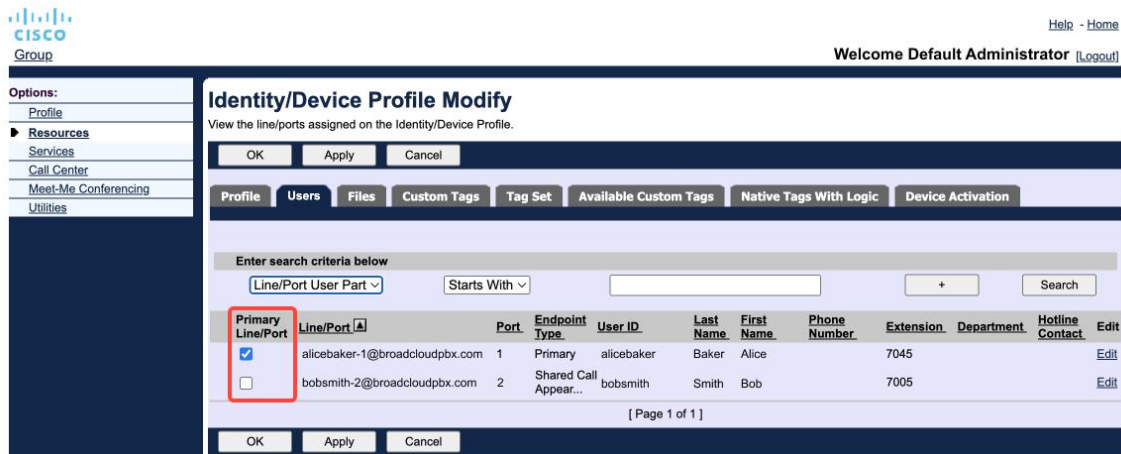 CISCO
Help - Home
Group
Welcome Default Administrator [Logout]
Options:
Profile
Resources
Services
Call Center
Meet-Me Conferencing
Utilities
Identity/Device Profile Modify
View the line/ports assigned on the Identity/Device Profile.
OK Apply Cancel
Profile Users Files Custom Tags Tag Set Available Custom Tags Native Tags With Logic Device Activation
Enter search criteria below
Line/Port User Part Starts With + Search
Primary Line/Port Line/Port Port Endpoint Type User ID Last Name First Name Phone Number Extension Department Hotline Contact Edit
alicebaker-1@broadcloudpbx.com 1 Primary alicebaker Baker Alice 7045 Edit
bobsmith-2@broadcloudpbx.com 2 Shared Call Appear... bobsmith Smith Bob 7005 Edit
[ Page 1 of 1 ]
OK Apply Cancel